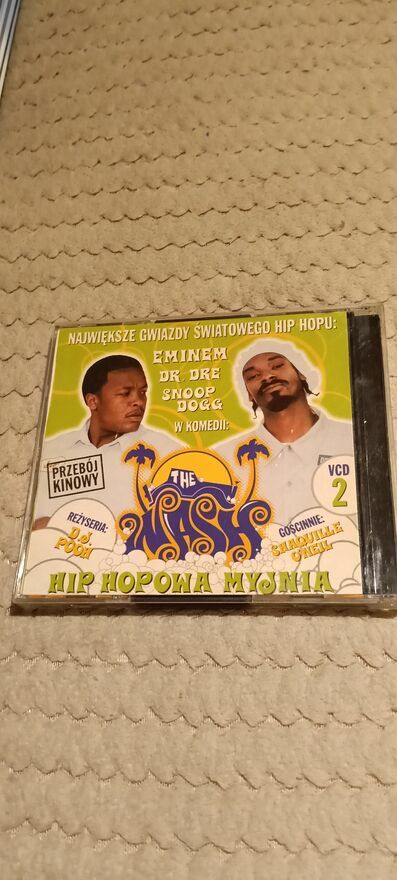 NAJWIĘKSZE GWIAZDY ŚWIATOWEGO HIP HOPU:
EMINEM
DR. DRE
SNOOP
DOGG
W KOMEDII:
PRZEBÓJ
KINOWY
VCD
2
THE
WASH
REŻYSERIA:
D.J.
POOH
GOŚCINNIE:
SHAQUILLE
O'NEIL
HIP HOPOWA MYJNIA